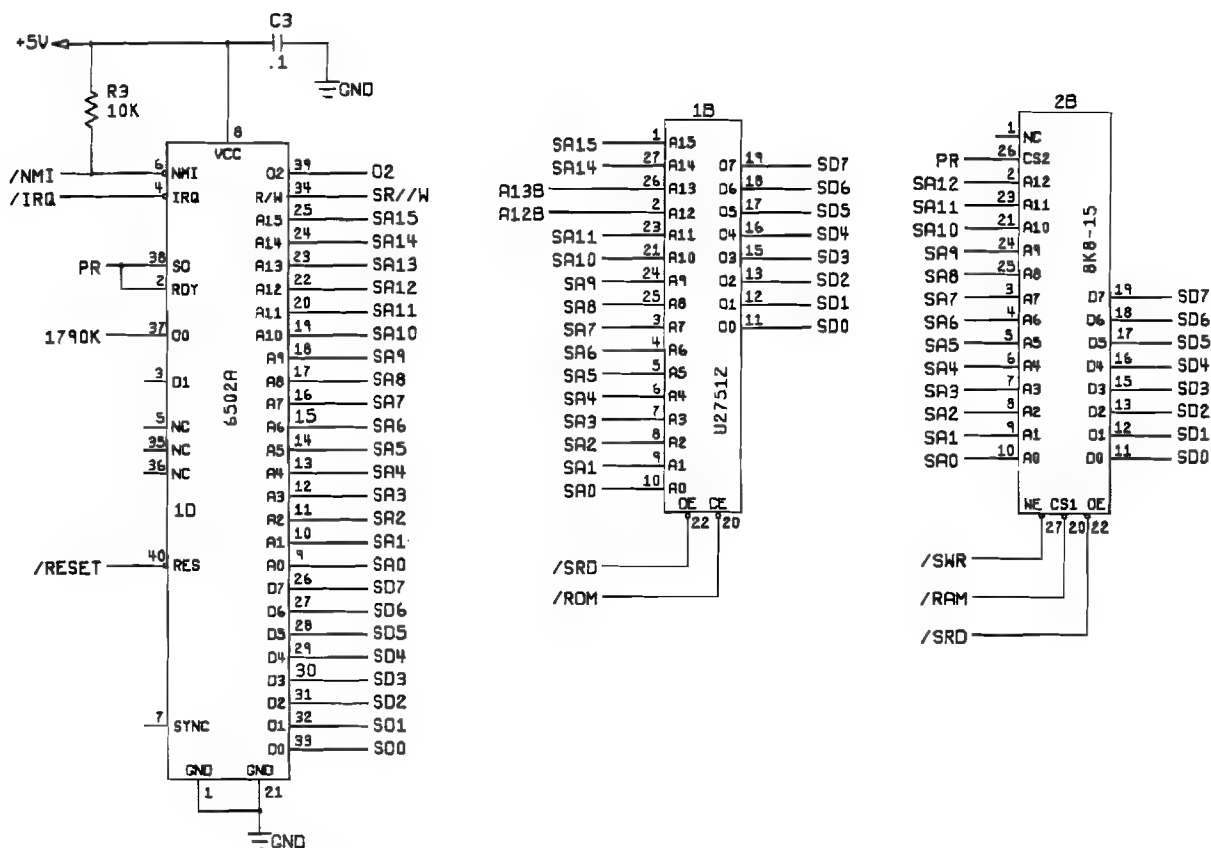 C3
+5V
.1
GND
R3
10K
8
VCC
/NMI 6 NMI
/IRQ 4 IRQ
PR 38 SO
2 RDY
1790K 37 O0
3 O1
5 NC
35 NC
36 NC
6502A
1D
/RESET 40 RES
7 SYNC
O2 39 O2
R/W 34 SR//W
A15 25 SA15
A14 24 SA14
A13 23 SA13
A12 22 SA12
A11 20 SA11
A10 19 SA10
A9 18 SA9
A8 17 SA8
A7 16 SA7
A6 15 SA6
A5 14 SA5
A4 13 SA4
A3 12 SA3
A2 11 SA2
A1 10 SA1
A0 9 SA0
D7 26 SD7
D6 27 SD6
D5 28 SD5
D4 29 SD4
D3 30 SD3
D2 31 SD2
D1 32 SD1
D0 33 SD0
GND GND
1 21
GND
1B
SA15 1 A15
SA14 27 A14
A13B 26 A13
A12B 2 A12
SA11 23 A11
SA10 21 A10
SA9 24 A9
SA8 25 A8
SA7 3 A7
SA6 4 A6
SA5 5 A5
SA4 6 A4
SA3 7 A3
SA2 8 A2
SA1 9 A1
SA0 10 A0
O7 19 SD7
O6 18 SD6
O5 17 SD5
O4 16 SD4
O3 15 SD3
O2 13 SD2
O1 12 SD1
O0 11 SD0
U27512
OE CE
22 20
/SRD
/ROM
2B
1 NC
PR 26 CS2
SA12 2 A12
SA11 23 A11
SA10 21 A10
SA9 24 A9
SA8 25 A8
SA7 3 A7
SA6 4 A6
SA5 5 A5
SA4 6 A4
SA3 7 A3
SA2 8 A2
SA1 9 A1
SA0 10 A0
8K8-15
D7 19 SD7
D6 18 SD6
D5 17 SD5
D4 16 SD4
D3 15 SD3
D2 13 SD2
D1 12 SD1
D0 11 SD0
WE CS1 OE
27 20 22
/SWR
/RAM
/SRD